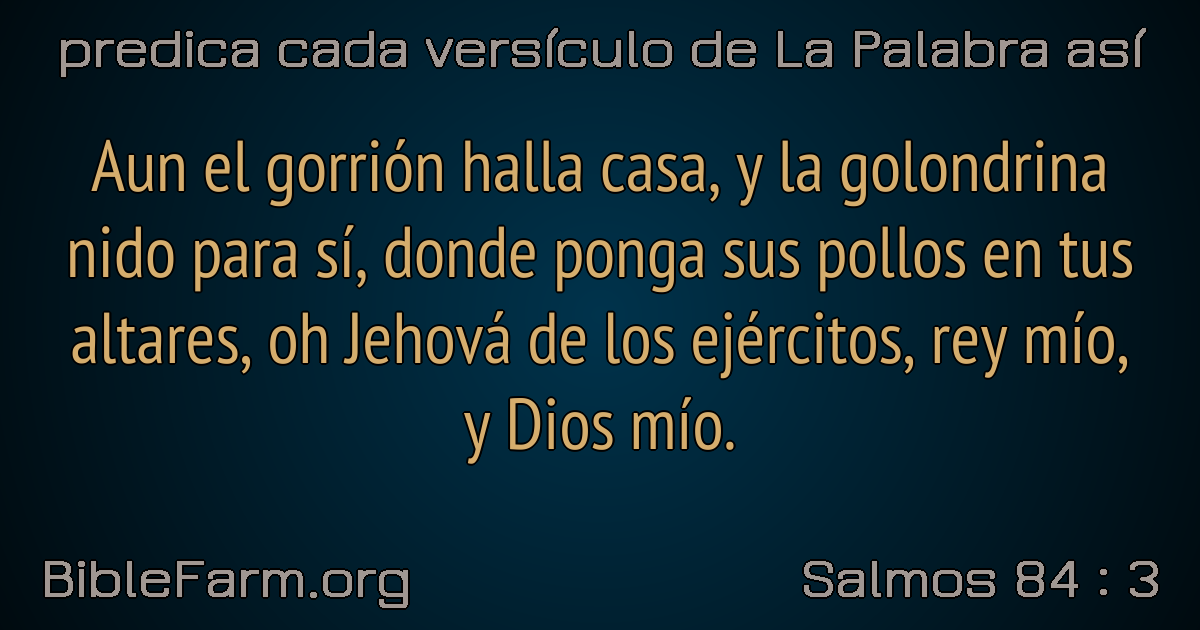 predica cada versículo de La Palabra así
Aun el gorrión halla casa, y la golondrina
nido para sí, donde ponga sus pollos en tus
altares, oh Jehová de los ejércitos, rey mío,
y Dios mío.
BibleFarm.org
Salmos 84 : 3